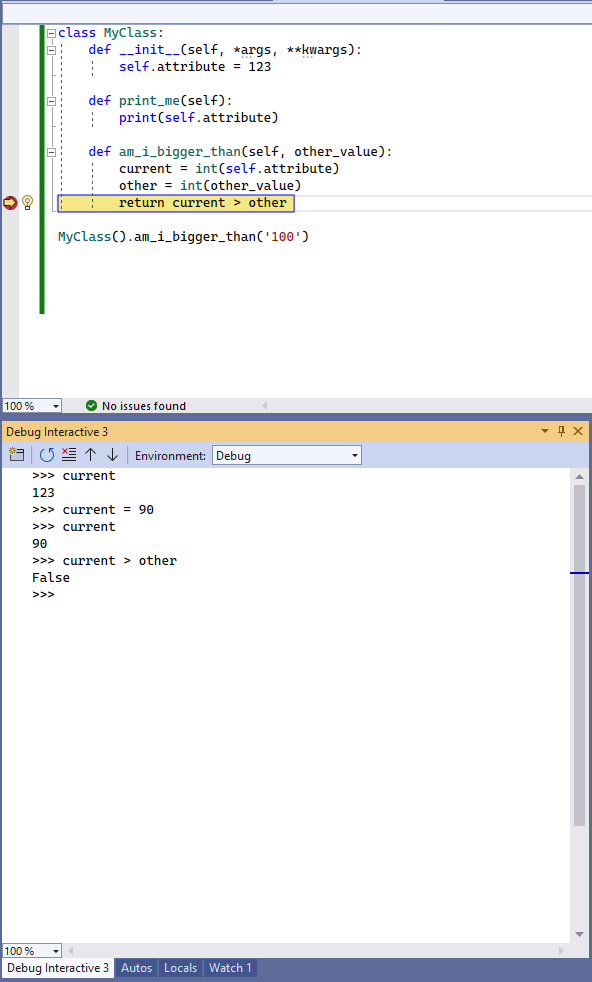 class MyClass:
def __init__(self, *args, **kwargs):
self.attribute = 123
def print_me(self):
print(self.attribute)
def am_i_bigger_than(self, other_value):
current = int(self.attribute)
other = int(other_value)
return current > other
MyClass().am_i_bigger_than('100')
100 % No issues found
Debug Interactive 3
Environment: Debug
>>> current
123
>>> current = 90
>>> current
90
>>> current > other
False
>>>
100 %
Debug Interactive 3 Autos Locals Watch 1